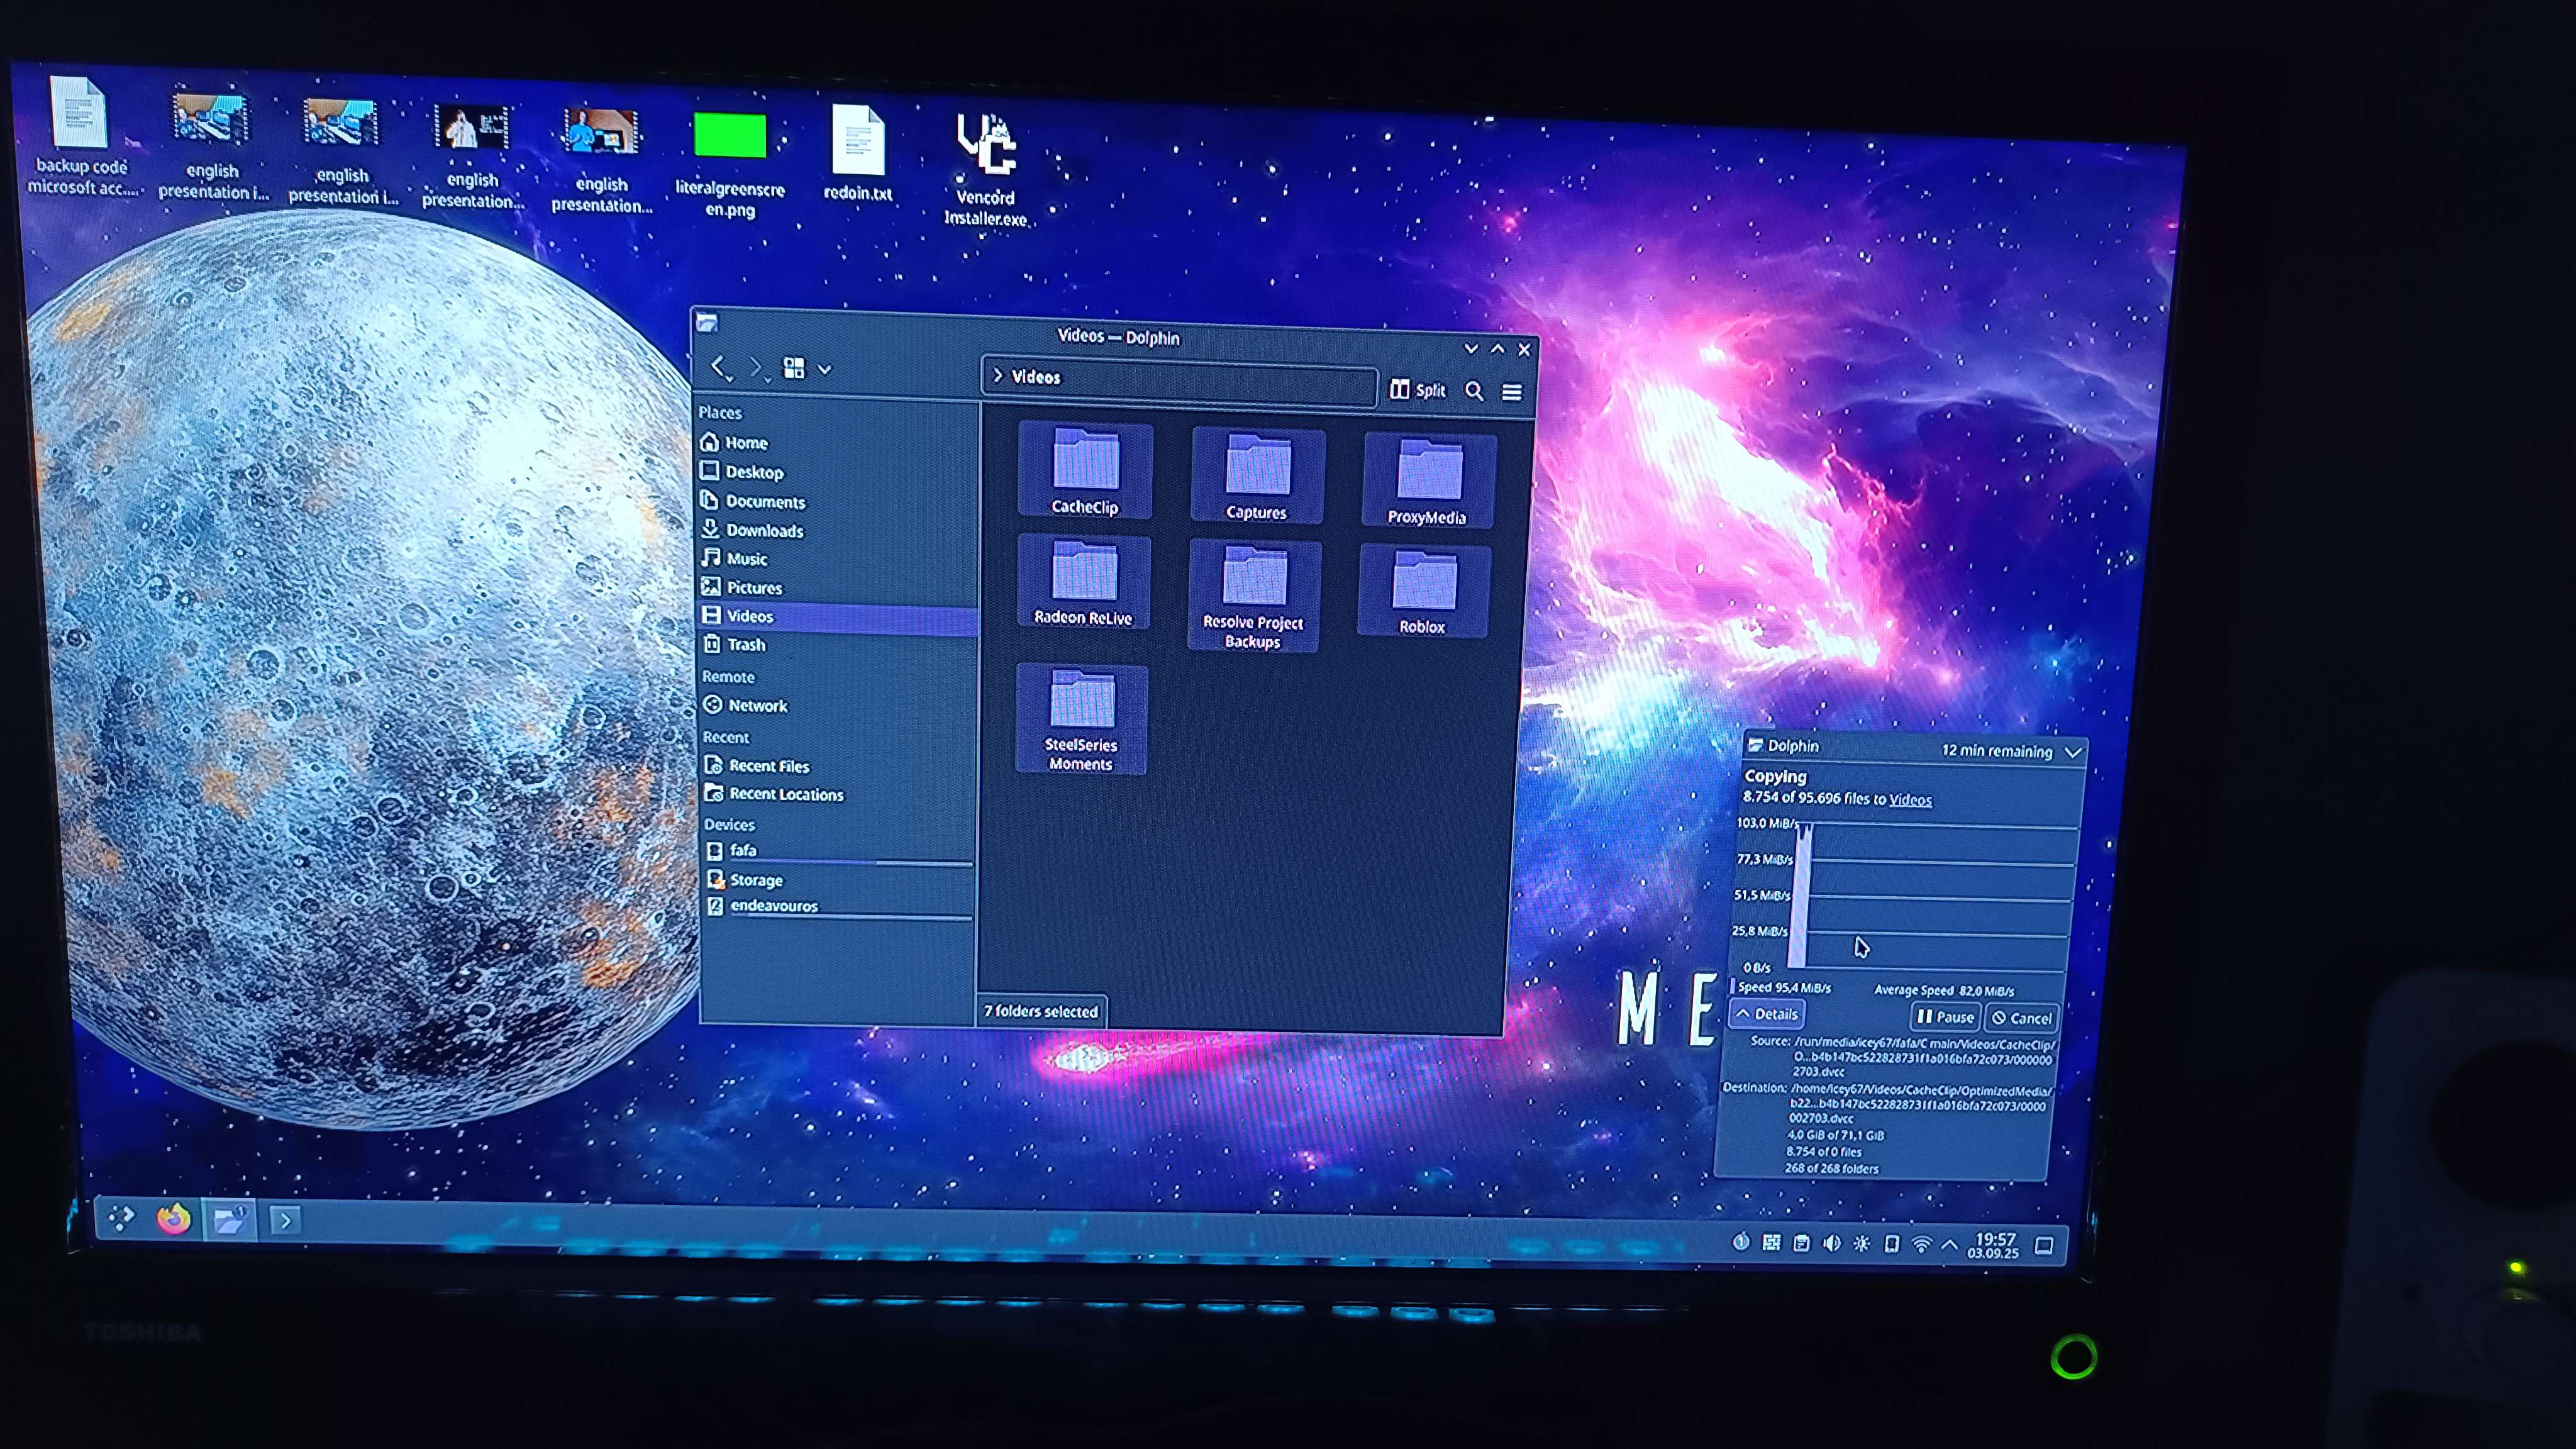 backup code
microsoft acc....
english
presentation i...
english
presentation i...
english
presentation...
english
presentation...
literalgreenscre
en.png
redoin.txt
Vencord
Installer.exe
Videos — Dolphin
Videos
Split
Places
Home
Desktop
Documents
Downloads
Music
Pictures
Videos
Trash
Remote
Network
Recent
Recent Files
Recent Locations
Devices
fafa
Storage
endeavouros
CacheClip
Captures
ProxyMedia
Radeon ReLive
Resolve Project
Backups
Roblox
SteelSeries
Moments
7 folders selected
M E
Dolphin
12 min remaining
Copying
8.754 of 95.696 files to Videos
103,0 MiB/s
77,3 MiB/s
51,5 MiB/s
25,8 MiB/s
0 B/s
Speed 95,4 MiB/s
Average Speed 82,0 MiB/s
Details
Pause
Cancel
Source: /run/media/icey67/fafa/C main/Videos/CacheClip/
O...b4b147bc522828731f1a016bfa72c073/000000
2703.dvcc
Destination: /home/icey67/Videos/CacheClip/OptimizedMedia/
b22...b4b147bc522828731f1a016bfa72c073/0000
002703.dvcc
4,0 GiB of 71,1 GiB
8.754 of 0 files
268 of 268 folders
19:57
03.09.25
TOSHIBA